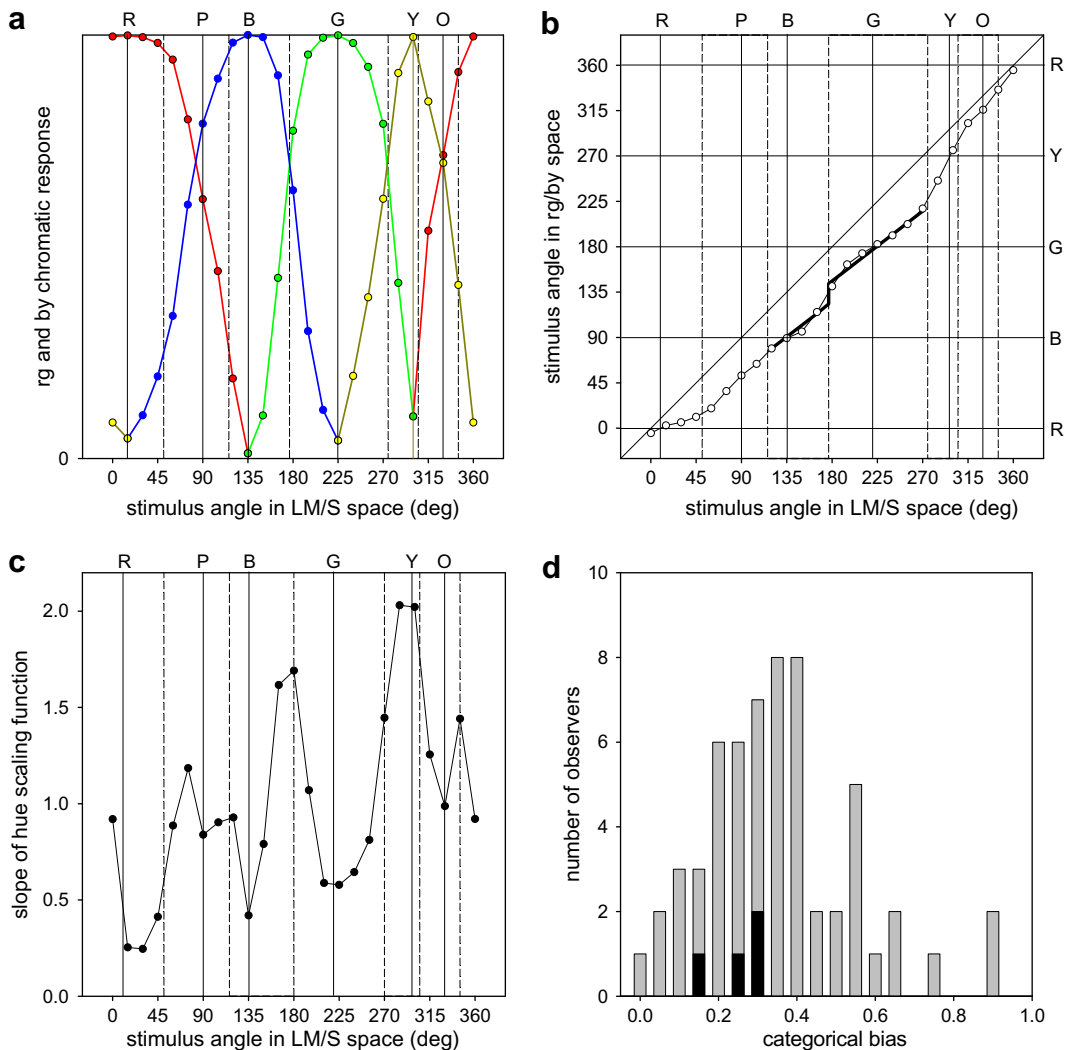 a
R P B G Y O
rg and by chromatic response
0
0 45 90 135 180 225 270 315 360
stimulus angle in LM/S space (deg)
b
R P B G Y O
stimulus angle in rg/by space
360
315
270
225
180
135
90
45
0
R
Y
G
B
R
0 45 90 135 180 225 270 315 360
stimulus angle in LM/S space (deg)
c
R P B G Y O
slope of hue scaling function
2.0
1.5
1.0
0.5
0.0
0 45 90 135 180 225 270 315 360
stimulus angle in LM/S space (deg)
d
number of observers
10
8
6
4
2
0
0.0 0.2 0.4 0.6 0.8 1.0
categorical bias